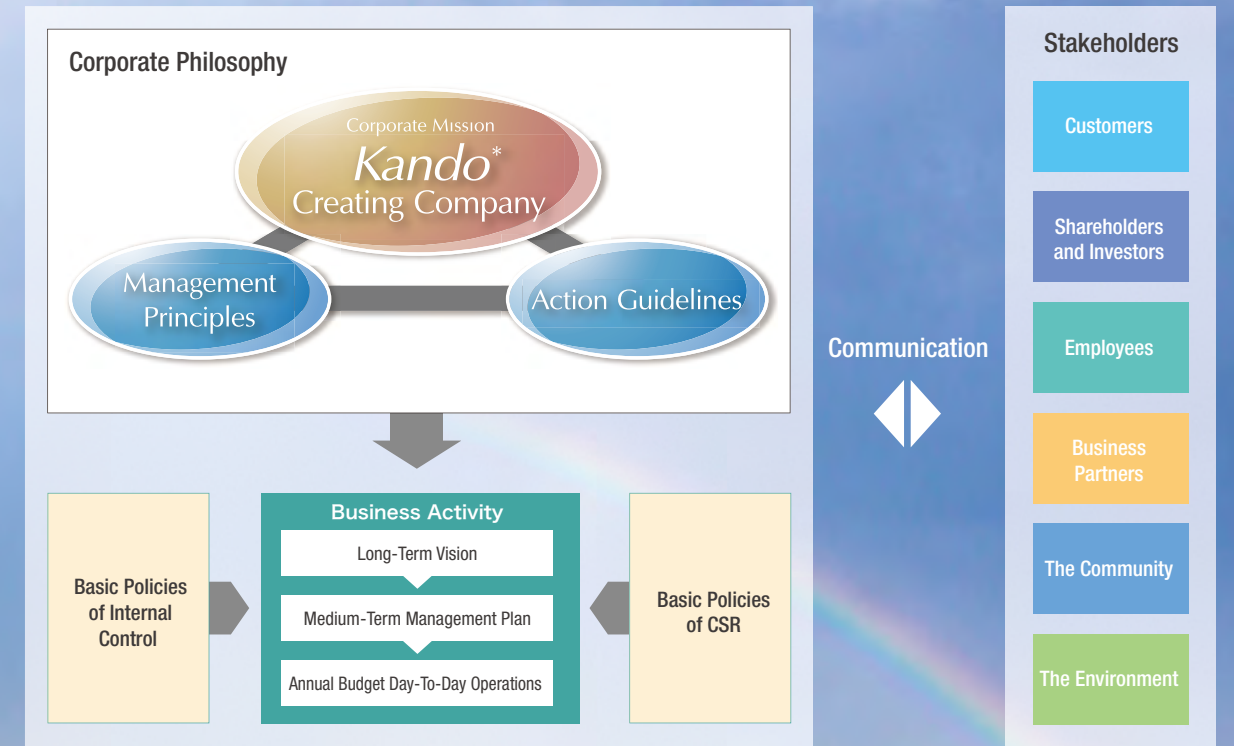 Corporate Philosophy
Corporate Mission
Kando*
Creating Company
Management
Principles
Action Guidelines
Basic Policies
of Internal
Control
Business Activity
Long-Term Vision
Medium-Term Management Plan
Annual Budget Day-To-Day Operations
Basic Policies
of CSR
Communication
Stakeholders
Customers
Shareholders
and Investors
Employees
Business
Partners
The Community
The Environment